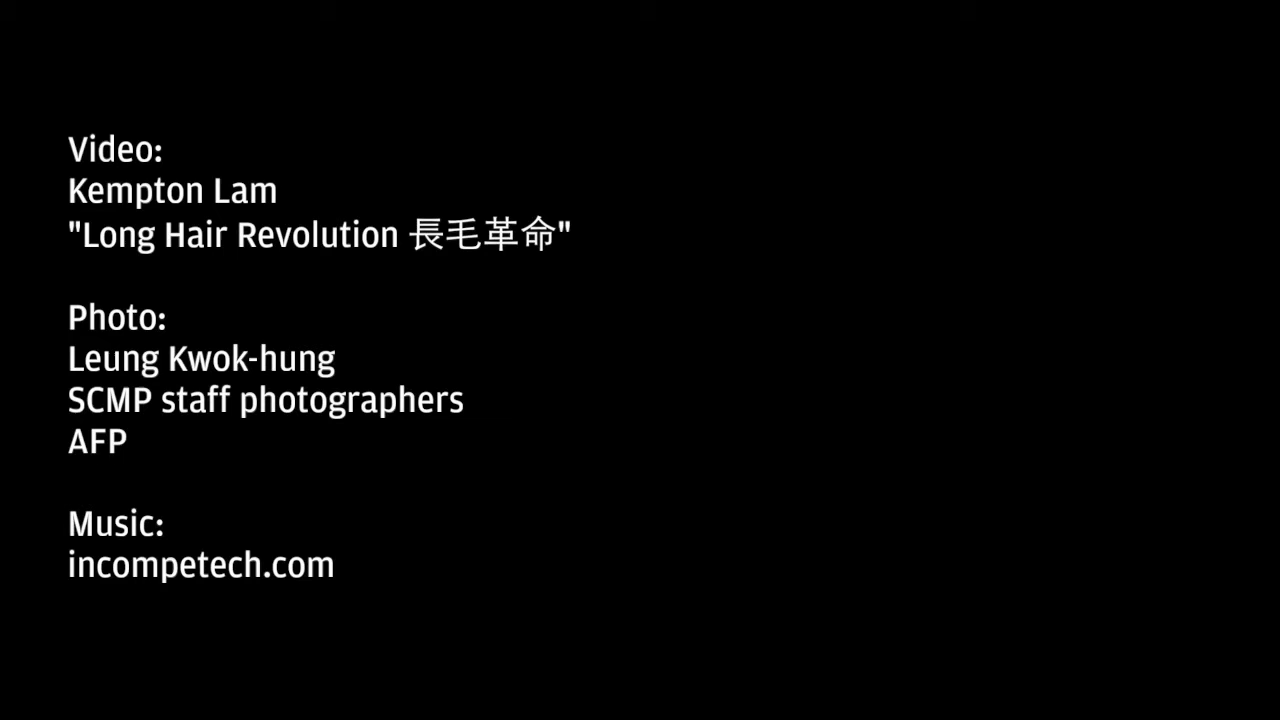 Video:
Kempton Lam
"Long Hair Revolution 長毛革命"
Photo:
Leung Kwok-hung
SCMP staff photographers
AFP
Music:
incompetech.com